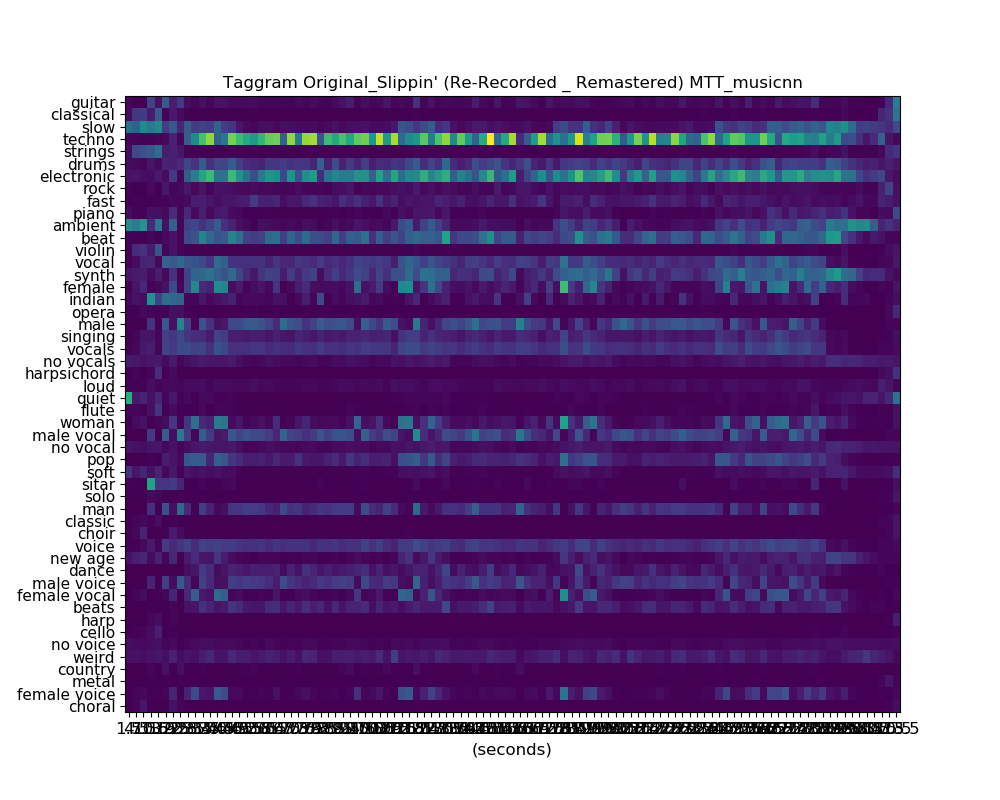 Taggram Original_Slippin' (Re-Recorded _ Remastered) MTT_musicnn
guitar
classical
slow
techno
strings
drums
electronic
rock
fast
piano
ambient
beat
violin
vocal
synth
female
indian
opera
male
singing
vocals
no vocals
harpsichord
loud
quiet
flute
woman
male vocal
no vocal
pop
soft
sitar
solo
man
classic
choir
voice
new age
dance
male voice
female vocal
beats
harp
cello
no voice
weird
country
metal
female voice
choral
(seconds)